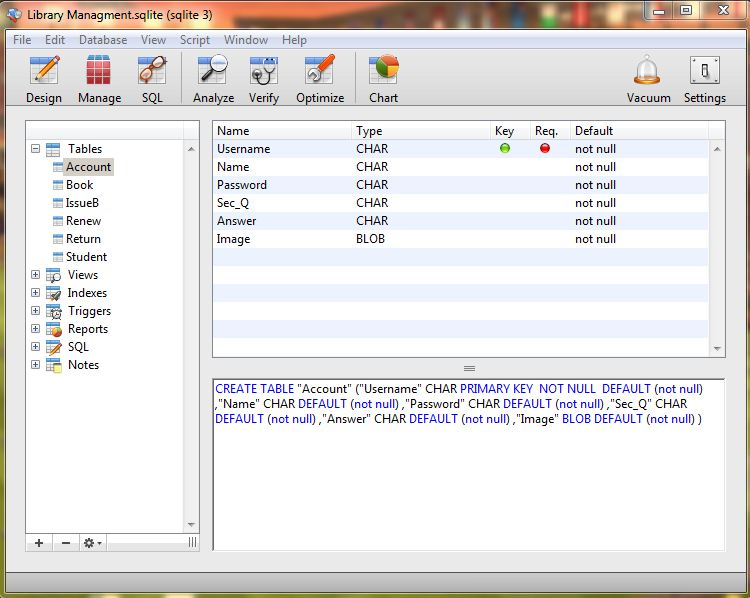 Library Managment.sqlite (sqlite 3)
File Edit Database View Script Window Help
Design Manage SQL Analyze Verify Optimize Chart Vacuum Settings
Tables
Account
Book
IssueB
Renew
Return
Student
Views
Indexes
Triggers
Reports
SQL
Notes
Name Type Key Req. Default
Username CHAR not null
Name CHAR not null
Password CHAR not null
Sec_Q CHAR not null
Answer CHAR not null
Image BLOB not null
CREATE TABLE "Account" ("Username" CHAR PRIMARY KEY NOT NULL DEFAULT (not null)
,"Name" CHAR DEFAULT (not null) ,"Password" CHAR DEFAULT (not null) ,"Sec_Q" CHAR
DEFAULT (not null) ,"Answer" CHAR DEFAULT (not null) ,"Image" BLOB DEFAULT (not null) )